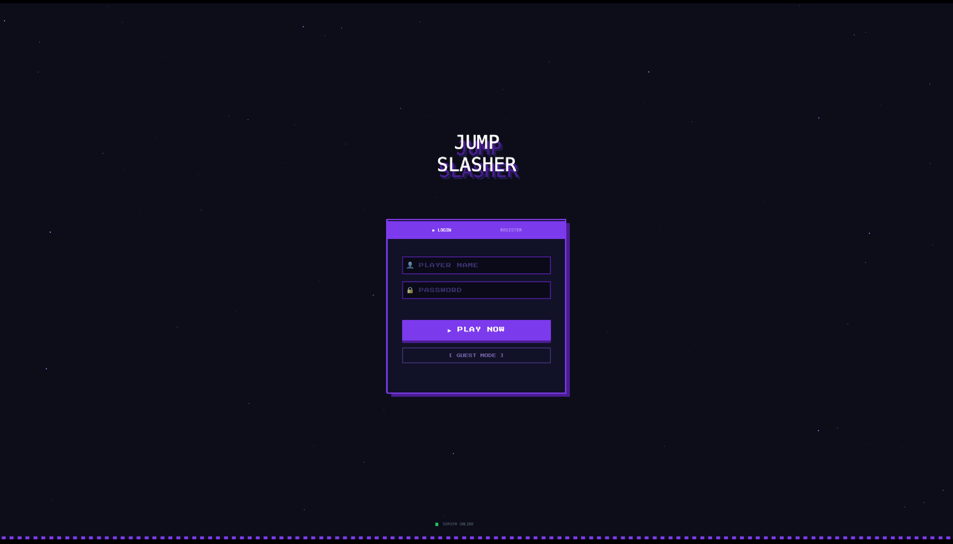 JUMP
SLASHER
▶ LOGIN
REGISTER
PLAYER NAME
PASSWORD
▶ PLAY NOW
[ GUEST MODE ]
SERVER ONLINE